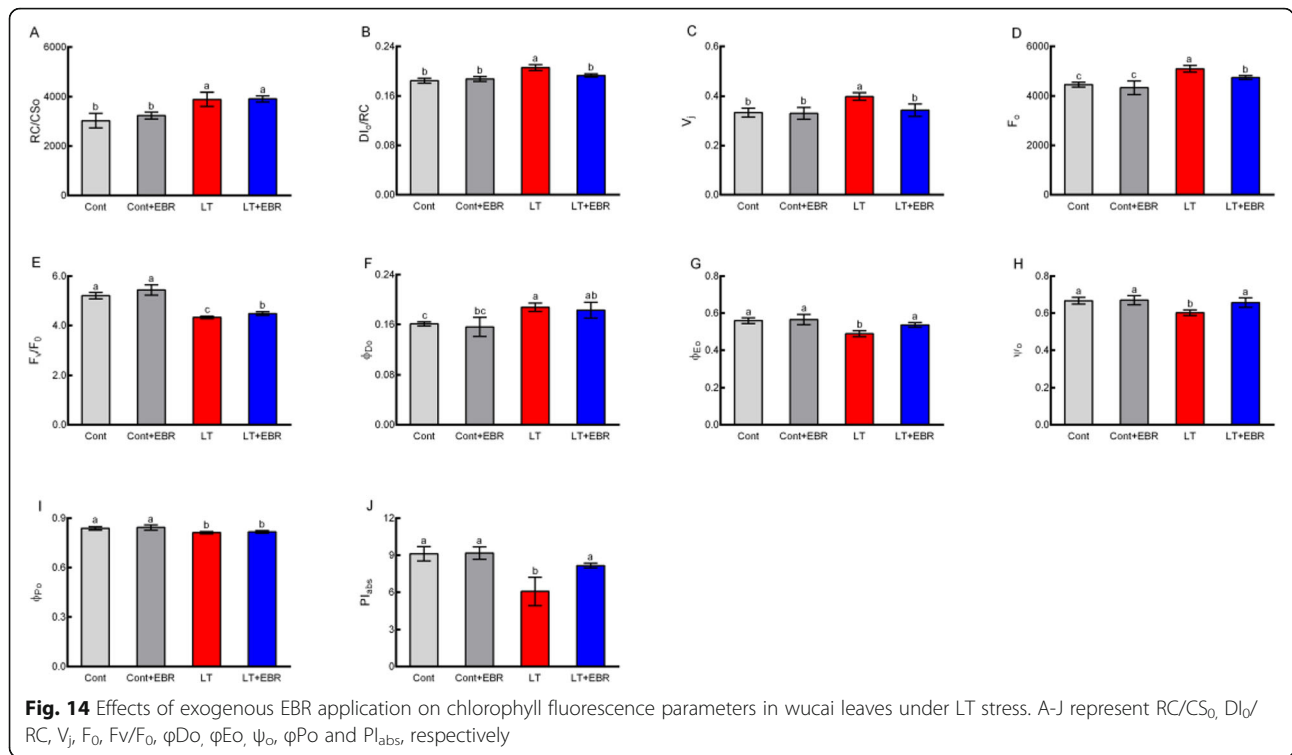 A
RC/CSo
6000
4000
2000
0
b
b
a
a
Cont
Cont+EBR
LT
LT+EBR
B
DIo/RC
0.24
0.16
0.08
0.00
b
b
a
b
Cont
Cont+EBR
LT
LT+EBR
C
Vj
0.6
0.4
0.2
0.0
b
b
a
b
Cont
Cont+EBR
LT
LT+EBR
D
Fo
6000
4000
2000
0
c
c
a
b
Cont
Cont+EBR
LT
LT+EBR
E
Fv/F0
6.0
4.0
2.0
0.0
a
a
c
b
Cont
Cont+EBR
LT
LT+EBR
F
ϕDo
0.24
0.16
0.08
0.00
c
bc
a
ab
Cont
Cont+EBR
LT
LT+EBR
G
ϕEo
0.8
0.6
0.4
0.2
0.0
a
a
b
a
Cont
Cont+EBR
LT
LT+EBR
H
ψo
0.8
0.6
0.4
0.2
0.0
a
a
b
a
Cont
Cont+EBR
LT
LT+EBR
I
ϕPo
0.9
0.6
0.3
0.0
a
a
b
b
Cont
Cont+EBR
LT
LT+EBR
J
PIabs
12
9
6
3
0
a
a
b
a
Cont
Cont+EBR
LT
LT+EBR
Fig. 14 Effects of exogenous EBR application on chlorophyll fluorescence parameters in wucai leaves under LT stress. A-J represent RC/CS0, DI0/
RC, Vj, F0, Fv/F0, φDo, φEo, ψo, φPo and PIabs, respectively